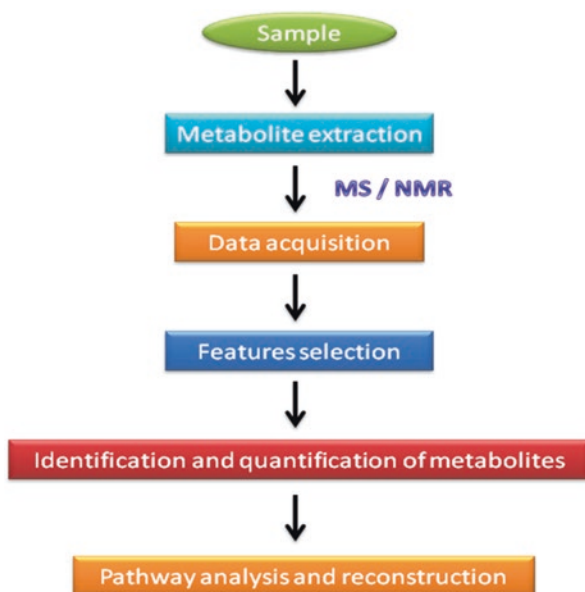 Sample
Metabolite extraction
MS / NMR
Data acquisition
Features selection
Identification and quantification of metabolites
Pathway analysis and reconstruction